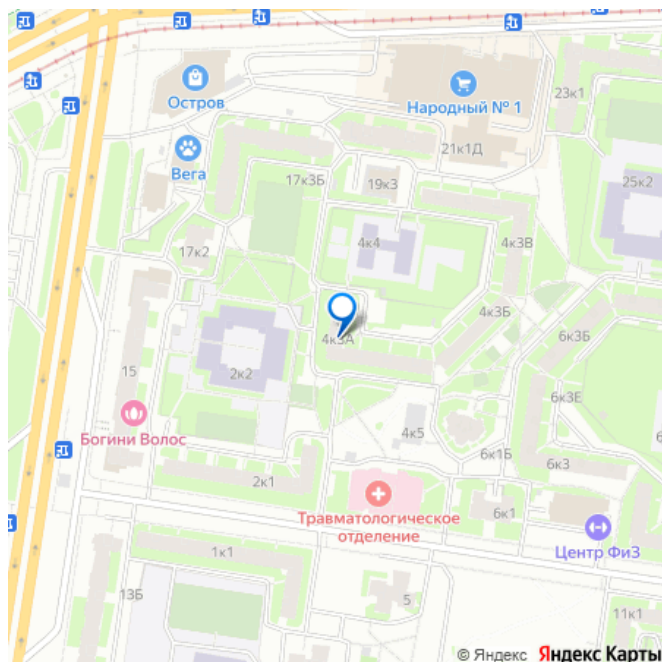 23к1
Остров
Народный № 1
21к1Д
Вега
17к3Б
19к3
25к2
4к4
4к3В
17к2
4к3Б
4к3А
6к3Б
15
2к2
6к3Е
Богини Волос
4к5
6к1Б
6к3
2к1
6к1
Травматологическое
отделение
Центр ФиЗ
1к1
13Б
5
11к1
© Яндекс Яндекс Карты